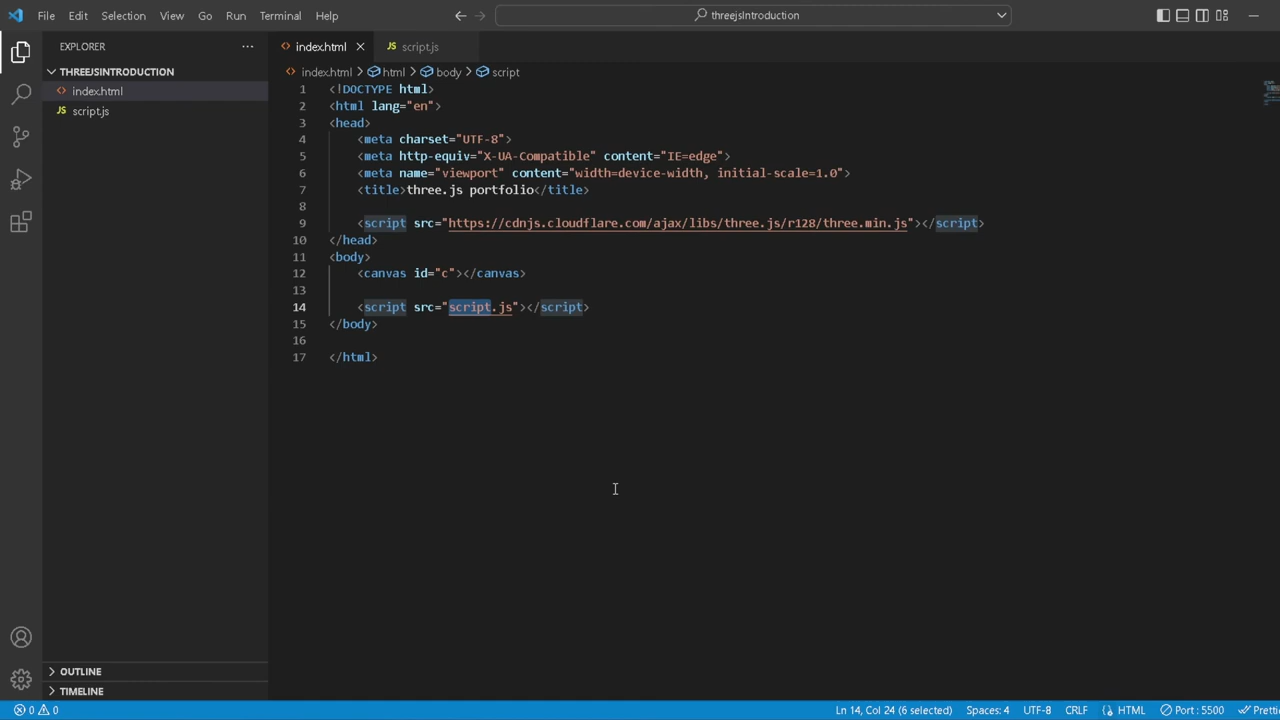 File Edit Selection View Go Run Terminal Help
threejsIntroduction
EXPLORER
THREEJSINTRODUCTION
index.html
JS script.js
OUTLINE
TIMELINE
index.html JS script.js
index.html > html > body > script
1 <!DOCTYPE html>
2 <html lang="en">
3 <head>
4 <meta charset="UTF-8">
5 <meta http-equiv="X-UA-Compatible" content="IE=edge">
6 <meta name="viewport" content="width=device-width, initial-scale=1.0">
7 <title>three.js portfolio</title>
8
9 <script src="https://cdnjs.cloudflare.com/ajax/libs/three.js/r128/three.min.js"></script>
10 </head>
11 <body>
12 <canvas id="c"></canvas>
13
14 <script src="script.js"></script>
15 </body>
16
17 </html>
0 0 Ln 14, Col 24 (6 selected) Spaces: 4 UTF-8 CRLF HTML Port : 5500 Pretti